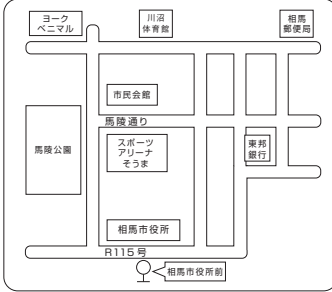 ヨーク
ベニマル
川沼
体育館
相馬
郵便局
市民会館
馬陵通り
馬陵公園
スポーツ
アリーナ
そうま
東邦
銀行
相馬市役所
R115号
相馬市役所前